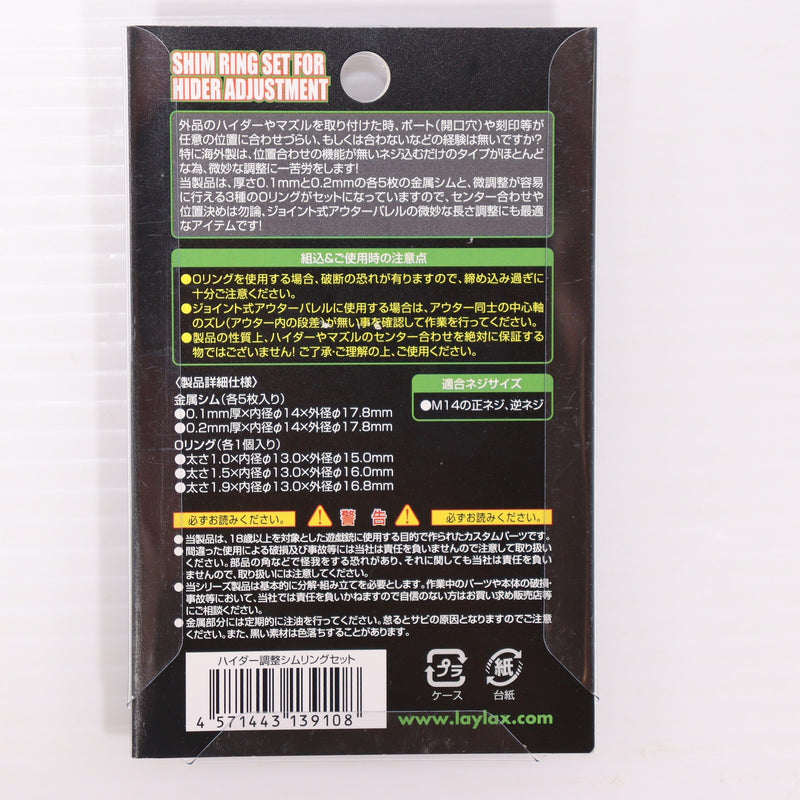 SHIM RING SET FOR
HIDER ADJUSTMENT
外品のハイダーやマズルを取り付けた時、ポート(開口穴)や刻印等が
任意の位置に合わせづらい、もしくは合わないなどの経験は無いですか?
特に海外製は、位置合わせの機能が無いネジ込むだけのタイプがほとんど
な為、微妙な調整に一苦労をします!
当製品は、厚さ0.1mmと0.2mmの各5枚の金属シムと、微調整が容易
に行える3種のOリングがセットになっていますので、センター合わせや
位置決めは勿論、ジョイント式アウターバレルの微妙な長さ調整にも最適
なアイテムです!
組込&ご使用時の注意点
●Oリングを使用する場合、破断の恐れが有りますので、締め込み過ぎに
十分ご注意ください。
●ジョイント式アウターバレルに使用する場合は、アウター同士の中心軸
のズレ(アウター内の段差)が無い事を確認して作業を行ってください。
●製品の性質上、ハイダーやマズルのセンター合わせを絶対に保証する
物ではございません!ご了承・ご理解の上、ご使用ください。
〈製品詳細仕様〉
金属シム(各5枚入り)
●0.1mm厚×内径φ14×外径φ17.8mm
●0.2mm厚×内径φ14×外径φ17.8mm
Oリング(各1個入り)
●太さ1.0×内径φ13.0×外径φ15.0mm
●太さ1.5×内径φ13.0×外径φ16.0mm
●太さ1.9×内径φ13.0×外径φ16.8mm
適合ネジサイズ
●M14の正ネジ、逆ネジ
必ずお読みください。 警告 必ずお読みください。
●当製品は、18歳以上を対象とした遊戯銃に使用する目的で作られたカスタムパーツです。
●間違った使用による破損及び事故等には当社は責任を負いませんので注意して取り扱い
ください。部品の角などで怪我をする恐れがあり、それに関しても当社は責任を負い
ませんので、取り扱いには注意してください。
●当シリーズ製品は基本的に分解・組み立てを必要とします。作業中のパーツや本体の破損・
事故等において、当社では責任を負いかねますので自信のない方はお買い求め販売店等
にご相談ください。
●金属部分には定期的に注油を行ってください。怠るとサビの原因となりますのでご注意
ください。また、黒い素材は色落ちすることがあります。
ハイダー調整シムリングセット
4 571443 139108
プラ
ケース
紙
台紙
www.laylax.com